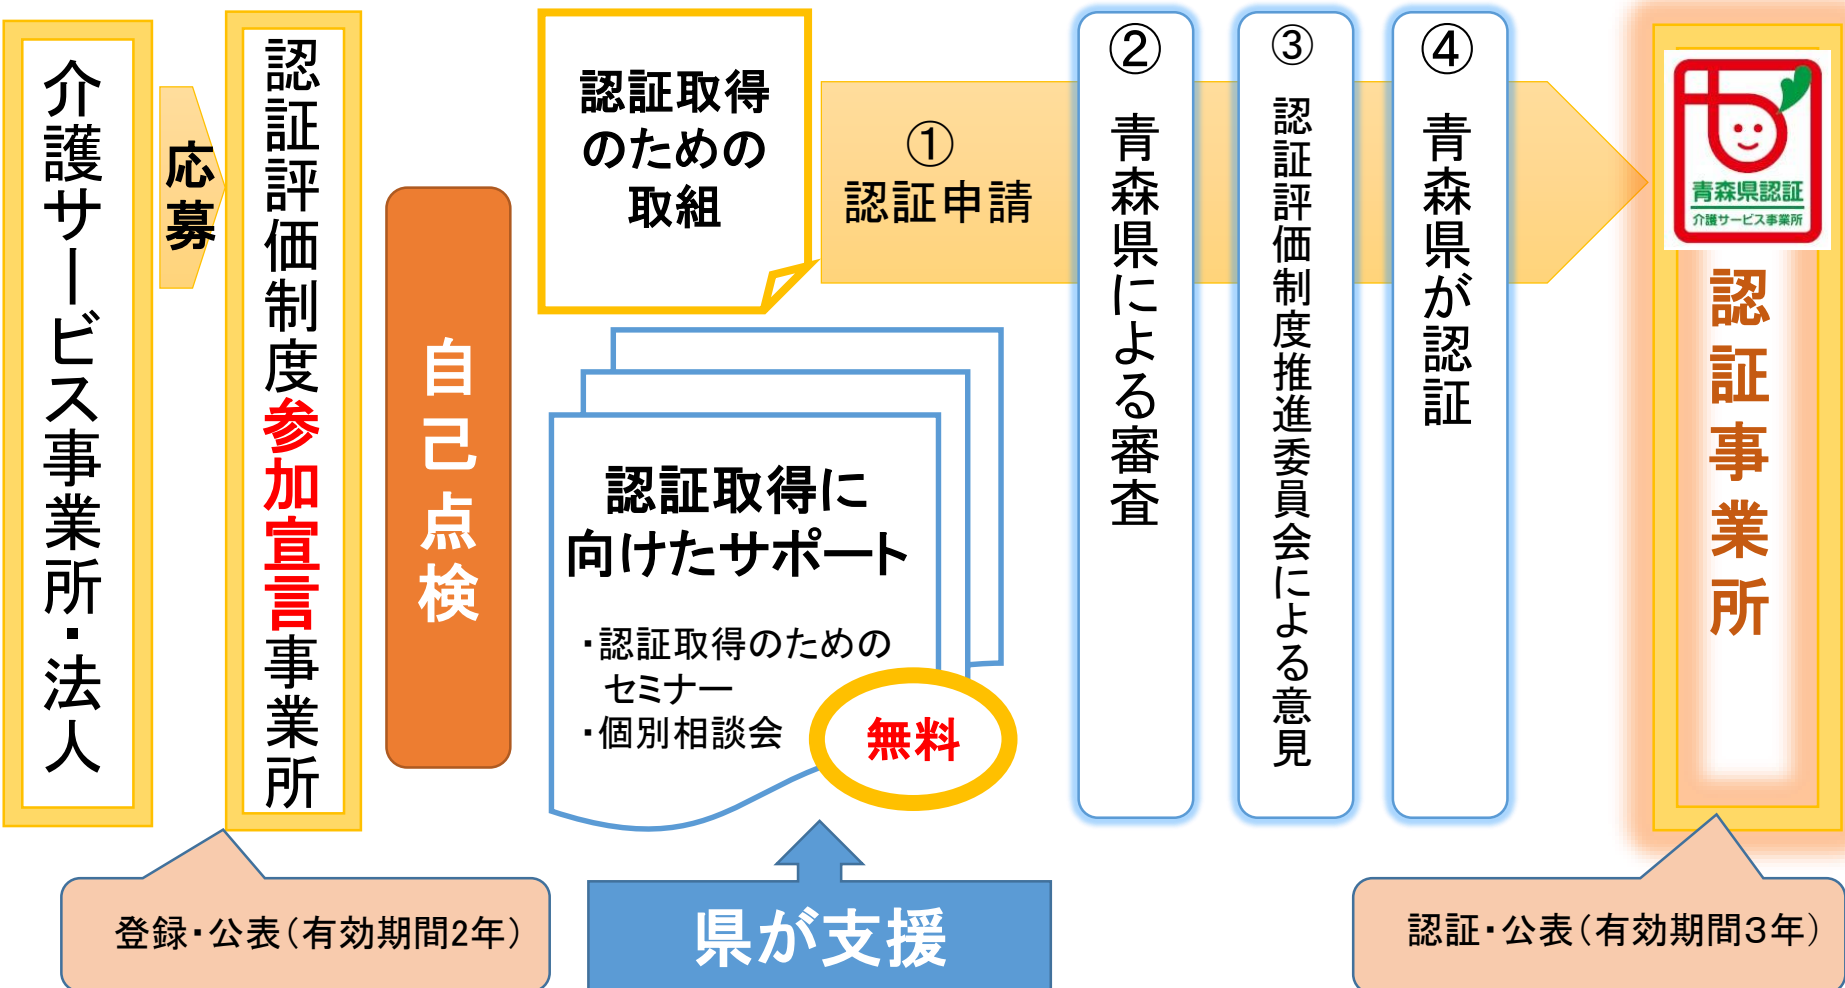 介護サービス事業所・法人
応募
認証評価制度参加宣言事業所
自己点検
認証取得
のための
取組
①
認証申請
認証取得に
向けたサポート
・認証取得のための
セミナー
・個別相談会
無料
県が支援
② 青森県による審査
③ 認証評価制度推進委員会による意見
④ 青森県が認証
青森県認証
介護サービス事業所
認証事業所
登録・公表（有効期間2年）
認証・公表（有効期間３年）